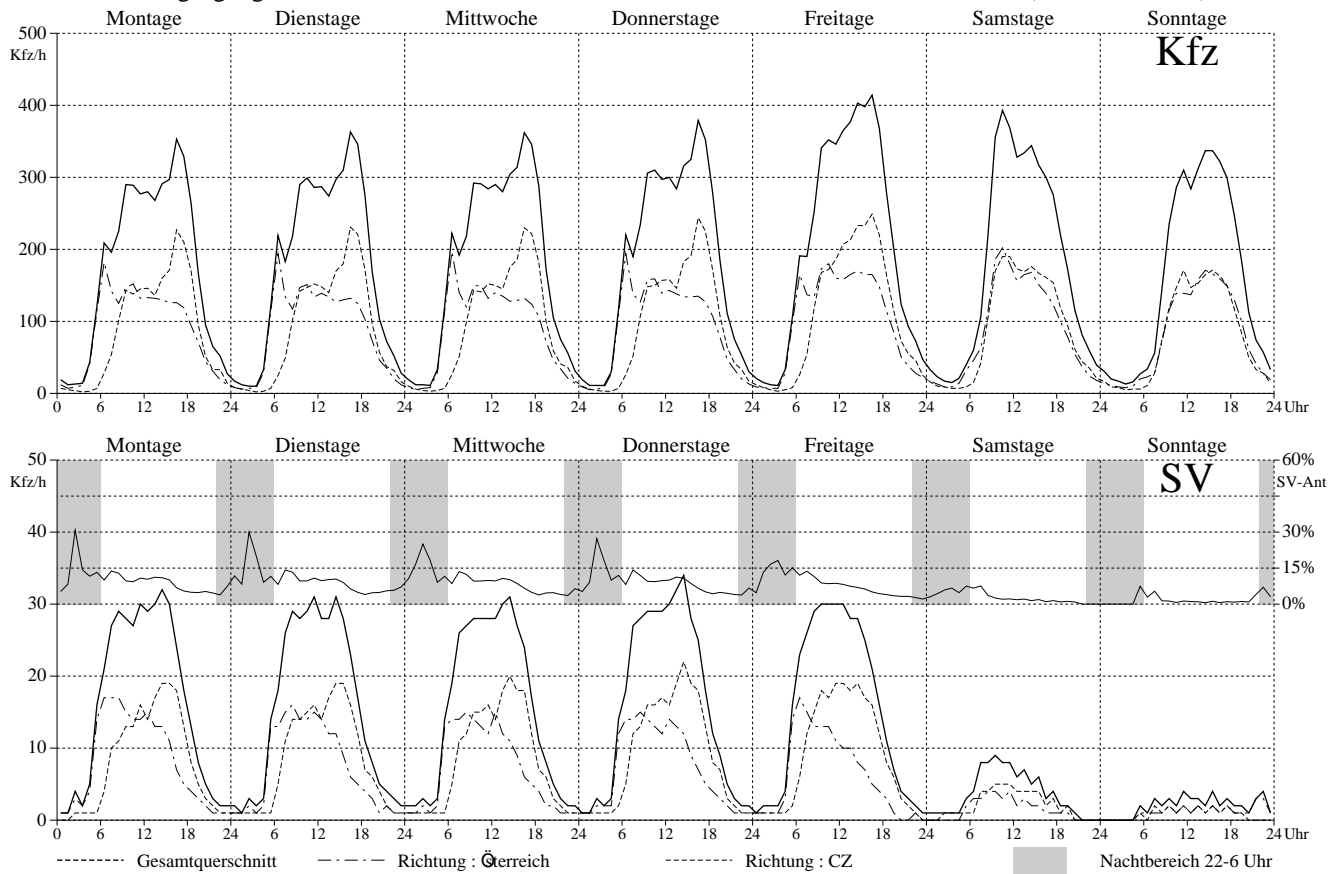 Montage Dienstage Mittwoche Donnerstage Freitage Samstage Sonntage
500
Kfz/h
Kfz
400
300
200
100
0
0 6 12 18 24 6 12 18 24 6 12 18 24 6 12 18 24 6 12 18 24 6 12 18 24 6 12 18 24 Uhr
Montage Dienstage Mittwoche Donnerstage Freitage Samstage Sonntage
50 60%
Kfz/h SV-Ant
SV
40 30%
15%
30 0%
20
10
0
0 6 12 18 24 6 12 18 24 6 12 18 24 6 12 18 24 6 12 18 24 6 12 18 24 6 12 18 24 Uhr
Gesamtquerschnitt Richtung : Österreich Richtung : CZ Nachtbereich 22-6 Uhr